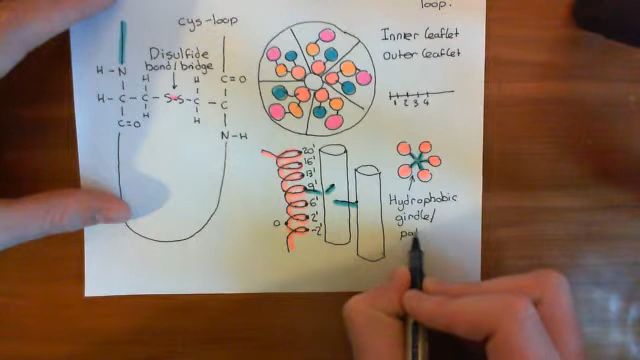 loop.
cys-loop
Inner leaflet
Outer leaflet
1 2 3 4
Disulfide
bond/bridge
H - N
H
H
C = O
H - C - C - S S - C - C
C = O
H
H
N - H
20'
16'
13'
9'
6'
2'
0
-2'
Hydrophobic
girdle/